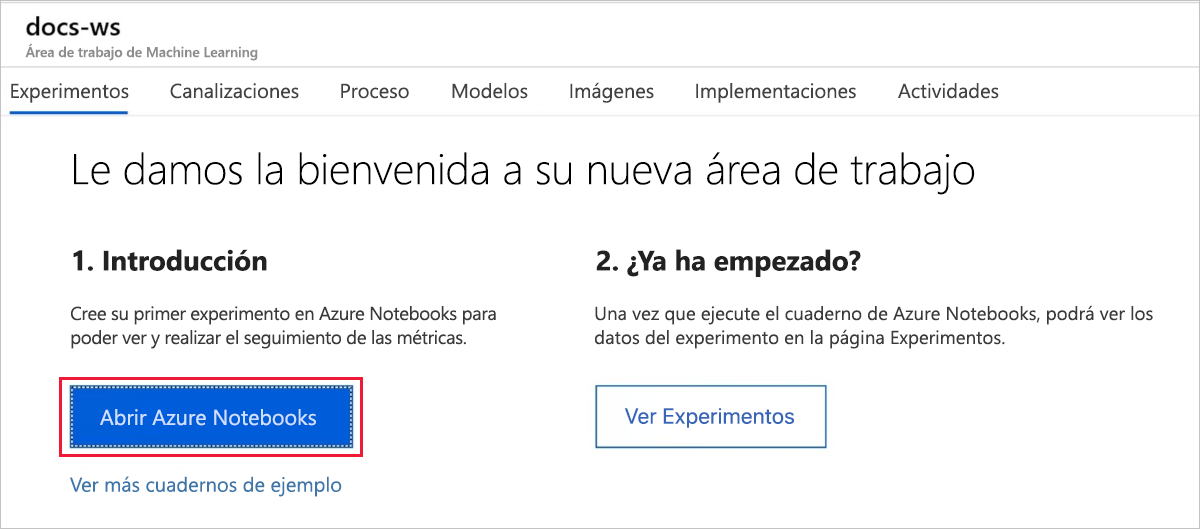 docs-ws
Área de trabajo de Machine Learning
Experimentos Canalizaciones Proceso Modelos Imágenes Implementaciones Actividades
Le damos la bienvenida a su nueva área de trabajo
1. Introducción
Cree su primer experimento en Azure Notebooks para
poder ver y realizar el seguimiento de las métricas.
Abrir Azure Notebooks
Ver más cuadernos de ejemplo
2. ¿Ya ha empezado?
Una vez que ejecute el cuaderno de Azure Notebooks, podrá ver los
datos del experimento en la página Experimentos.
Ver Experimentos